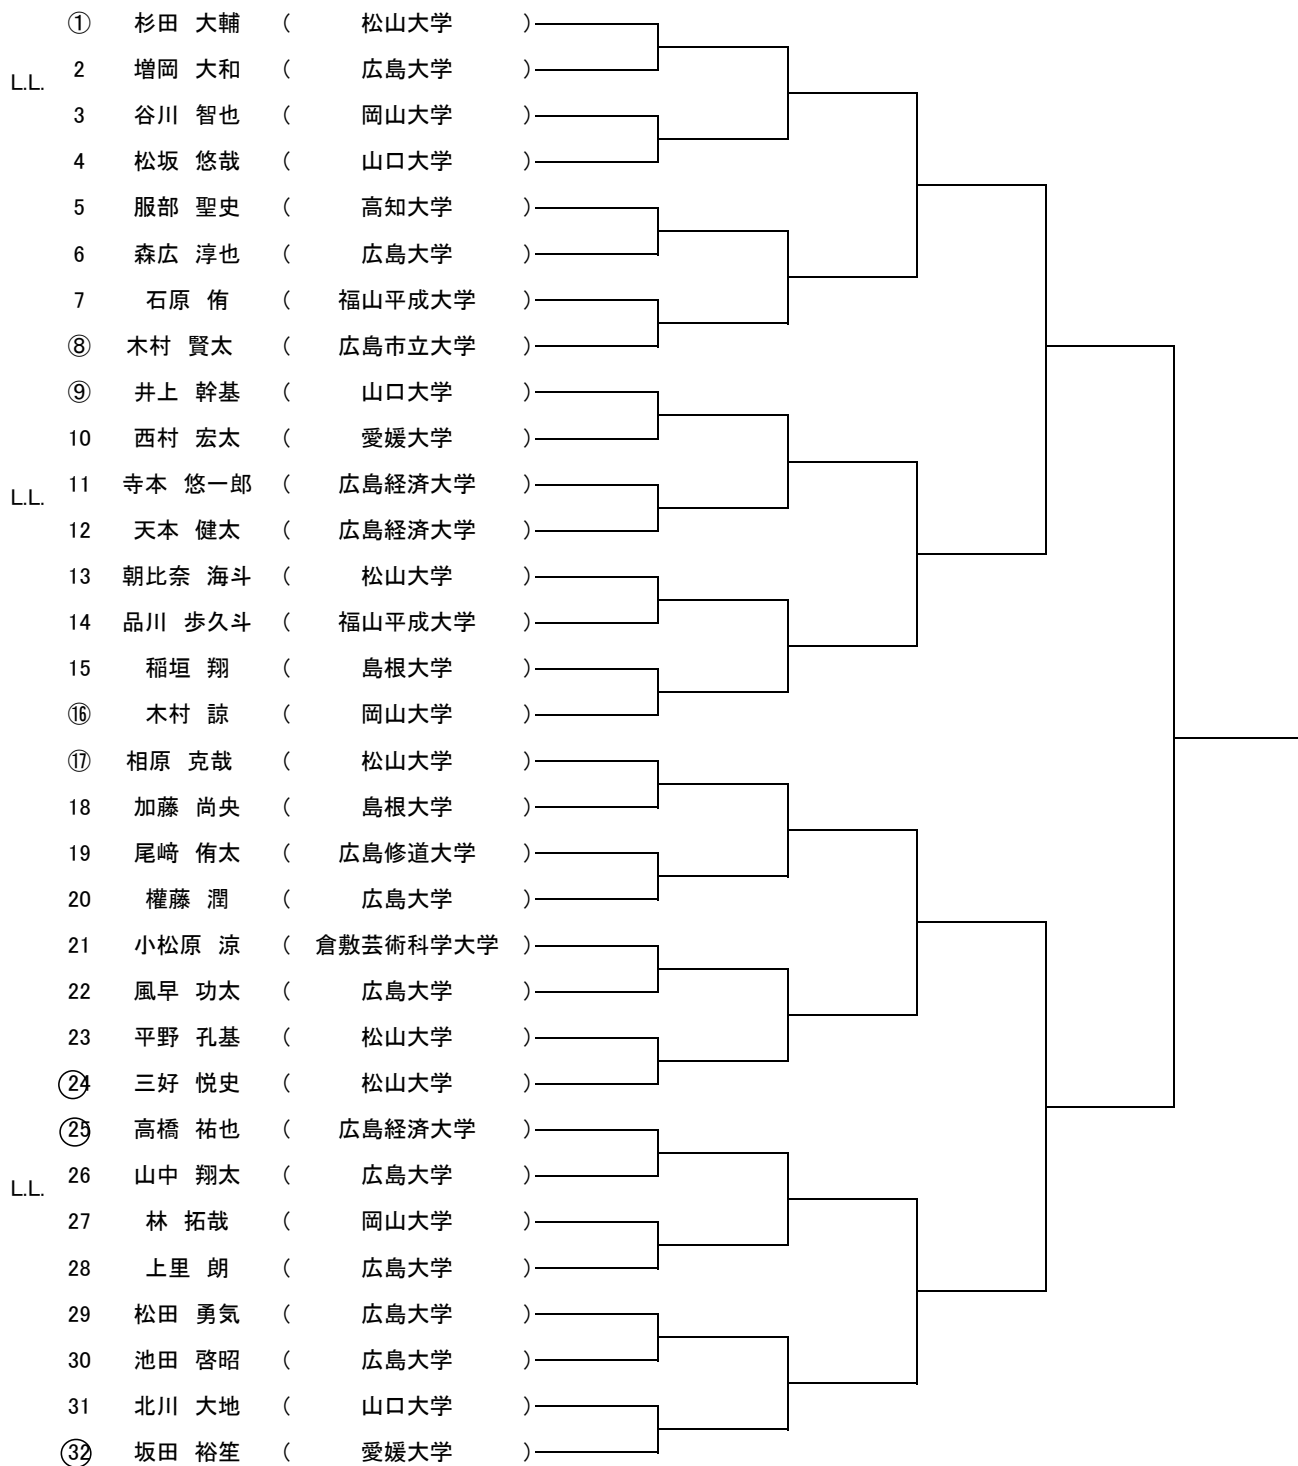 ① 杉田 大輔 ( 松山大学 )
L.L. 2 増岡 大和 ( 広島大学 )
3 谷川 智也 ( 岡山大学 )
4 松坂 悠哉 ( 山口大学 )
5 服部 聖史 ( 高知大学 )
6 森広 淳也 ( 広島大学 )
7 石原 侑 ( 福山平成大学 )
⑧ 木村 賢太 ( 広島市立大学 )
⑨ 井上 幹基 ( 山口大学 )
10 西村 宏太 ( 愛媛大学 )
L.L. 11 寺本 悠一郎 ( 広島経済大学 )
12 天本 健太 ( 広島経済大学 )
13 朝比奈 海斗 ( 松山大学 )
14 品川 歩久斗 ( 福山平成大学 )
15 稲垣 翔 ( 島根大学 )
⑯ 木村 諒 ( 岡山大学 )
⑰ 相原 克哉 ( 松山大学 )
18 加藤 尚央 ( 島根大学 )
19 尾﨑 侑太 ( 広島修道大学 )
20 權藤 潤 ( 広島大学 )
21 小松原 涼 ( 倉敷芸術科学大学 )
22 風早 功太 ( 広島大学 )
23 平野 孔基 ( 松山大学 )
24 三好 悦史 ( 松山大学 )
25 高橋 祐也 ( 広島経済大学 )
L.L. 26 山中 翔太 ( 広島大学 )
27 林 拓哉 ( 岡山大学 )
28 上里 朗 ( 広島大学 )
29 松田 勇気 ( 広島大学 )
30 池田 啓昭 ( 広島大学 )
31 北川 大地 ( 山口大学 )
32 坂田 裕笙 ( 愛媛大学 )